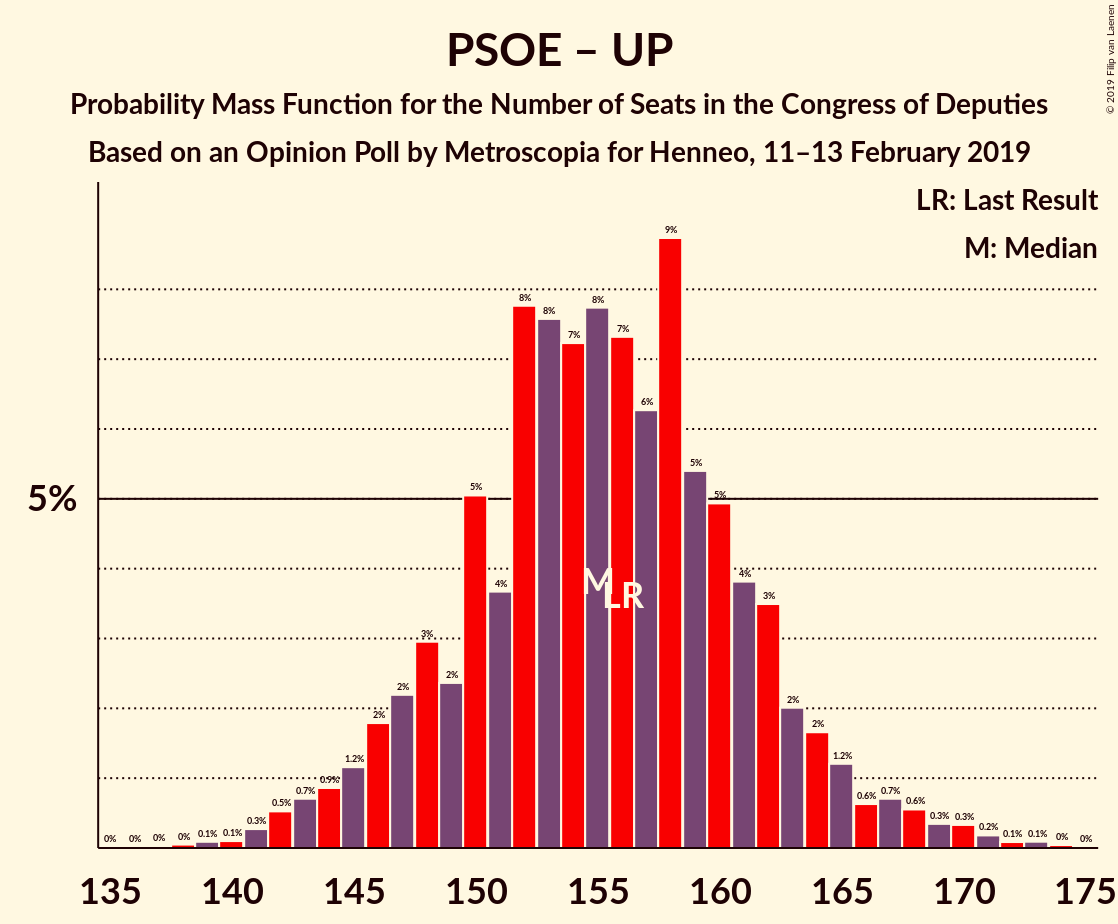 PSOE – UP
Probability Mass Function for the Number of Seats in the Congress of Deputies
Based on an Opinion Poll by Metroscopia for Henneo, 11–13 February 2019
© 2019 Filip van Laenen
LR: Last Result
M: Median
5%
0% 0% 0% 0% 0.1% 0.1% 0.3% 0.5% 0.7% 0.9% 1.2% 2% 2% 3% 2% 5% 4% 8% 8% 7% 8% 7% 6% 9% 5% 5% 4% 3% 2% 2% 1.2% 0.6% 0.7% 0.6% 0.3% 0.3% 0.2% 0.1% 0.1% 0% 0%
M
LR
135 140 145 150 155 160 165 170 175